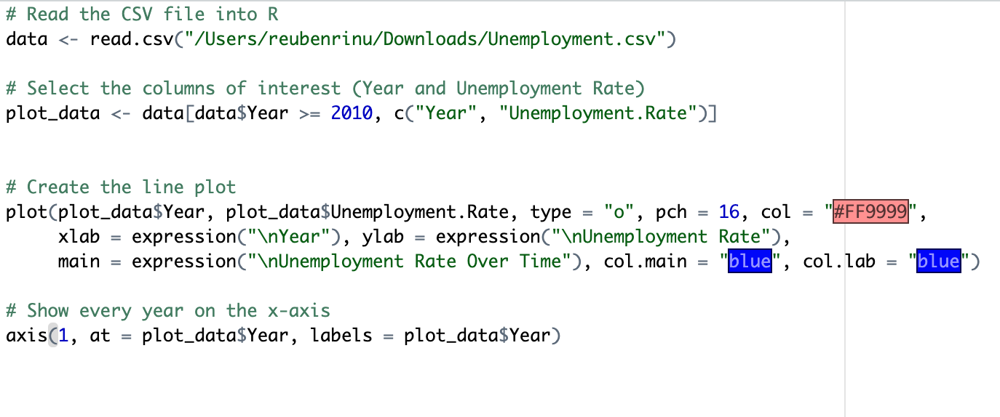 # Read the CSV file into R
data <- read.csv("/Users/reubenrinu/Downloads/Unemployment.csv")
# Select the columns of interest (Year and Unemployment Rate)
plot_data <- data[data$Year >= 2010, c("Year", "Unemployment.Rate")]
# Create the line plot
plot(plot_data$Year, plot_data$Unemployment.Rate, type = "o", pch = 16, col = "#FF9999",
     xlab = expression("\nYear"), ylab = expression("\nUnemployment Rate"),
     main = expression("\nUnemployment Rate Over Time"), col.main = "blue", col.lab = "blue")
# Show every year on the x-axis
axis(1, at = plot_data$Year, labels = plot_data$Year)